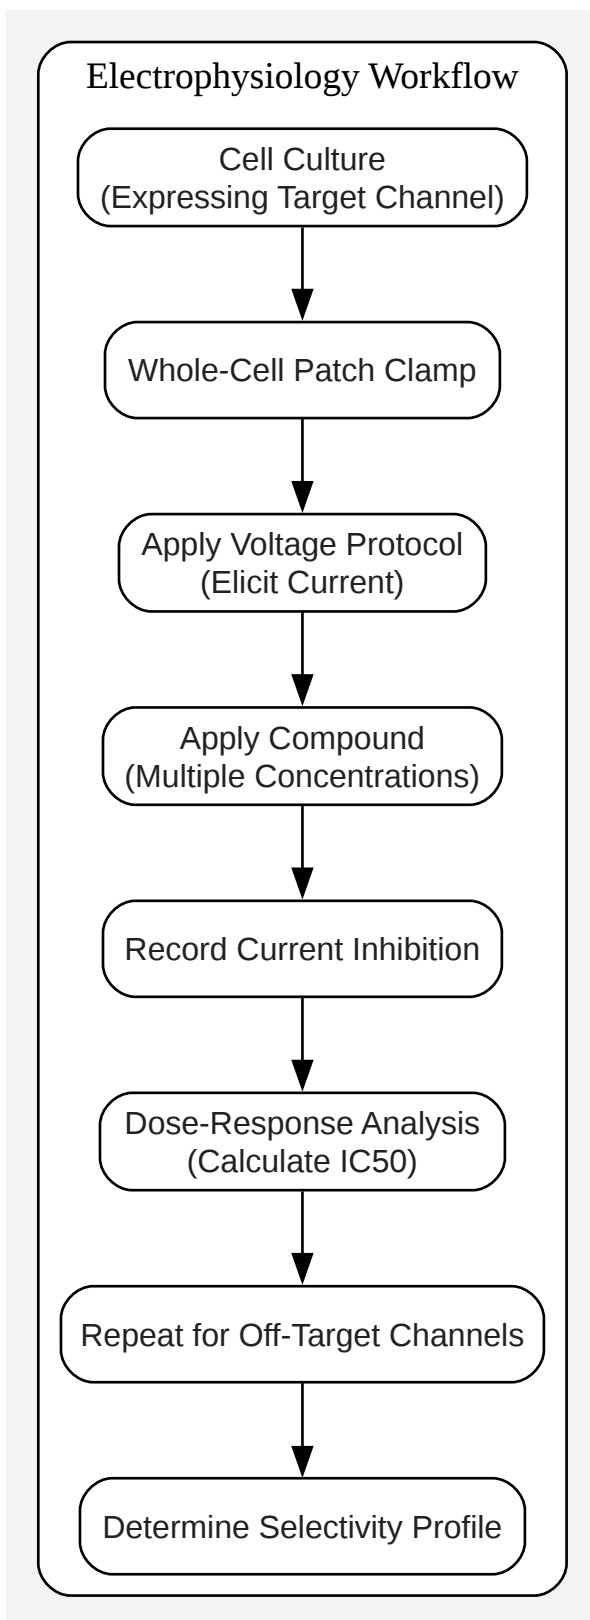 Electrophysiology Workflow
Cell Culture
(Expressing Target Channel)
Whole-Cell Patch Clamp
Apply Voltage Protocol
(Elicit Current)
Apply Compound
(Multiple Concentrations)
Record Current Inhibition
Dose-Response Analysis
(Calculate IC50)
Repeat for Off-Target Channels
Determine Selectivity Profile